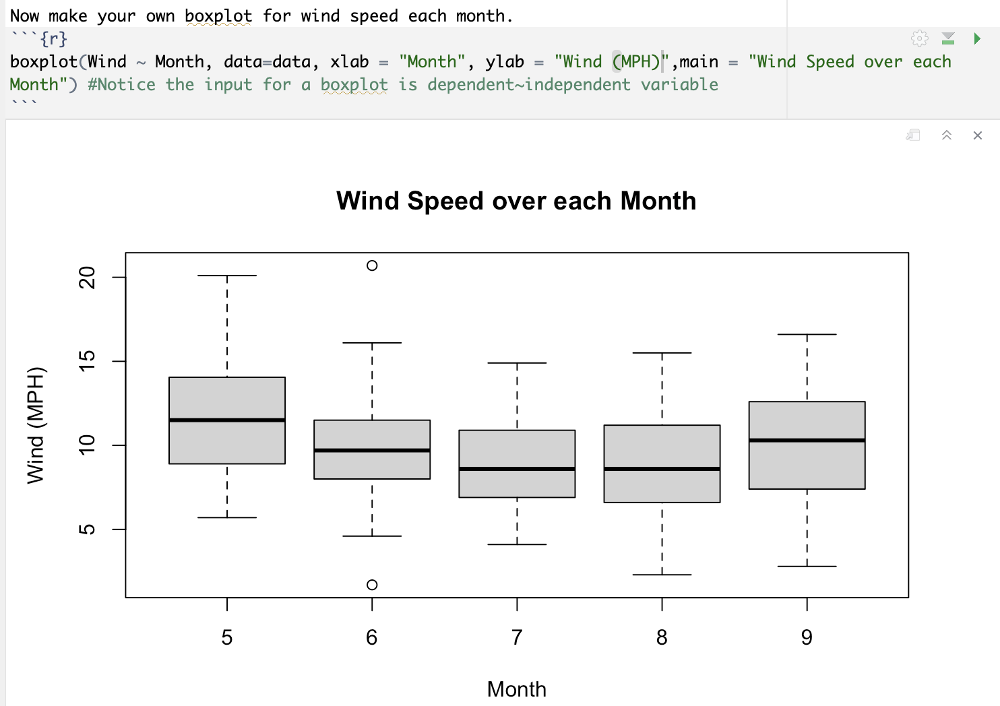 Now make your own boxplot for wind speed each month.
```{r}
boxplot(Wind ~ Month, data=data, xlab = "Month", ylab = "Wind (MPH)",main = "Wind Speed over each
Month") #Notice the input for a boxplot is dependent~independent variable
```
Wind Speed over each Month
Wind (MPH)
20
15
10
5
5 6 7 8 9
Month